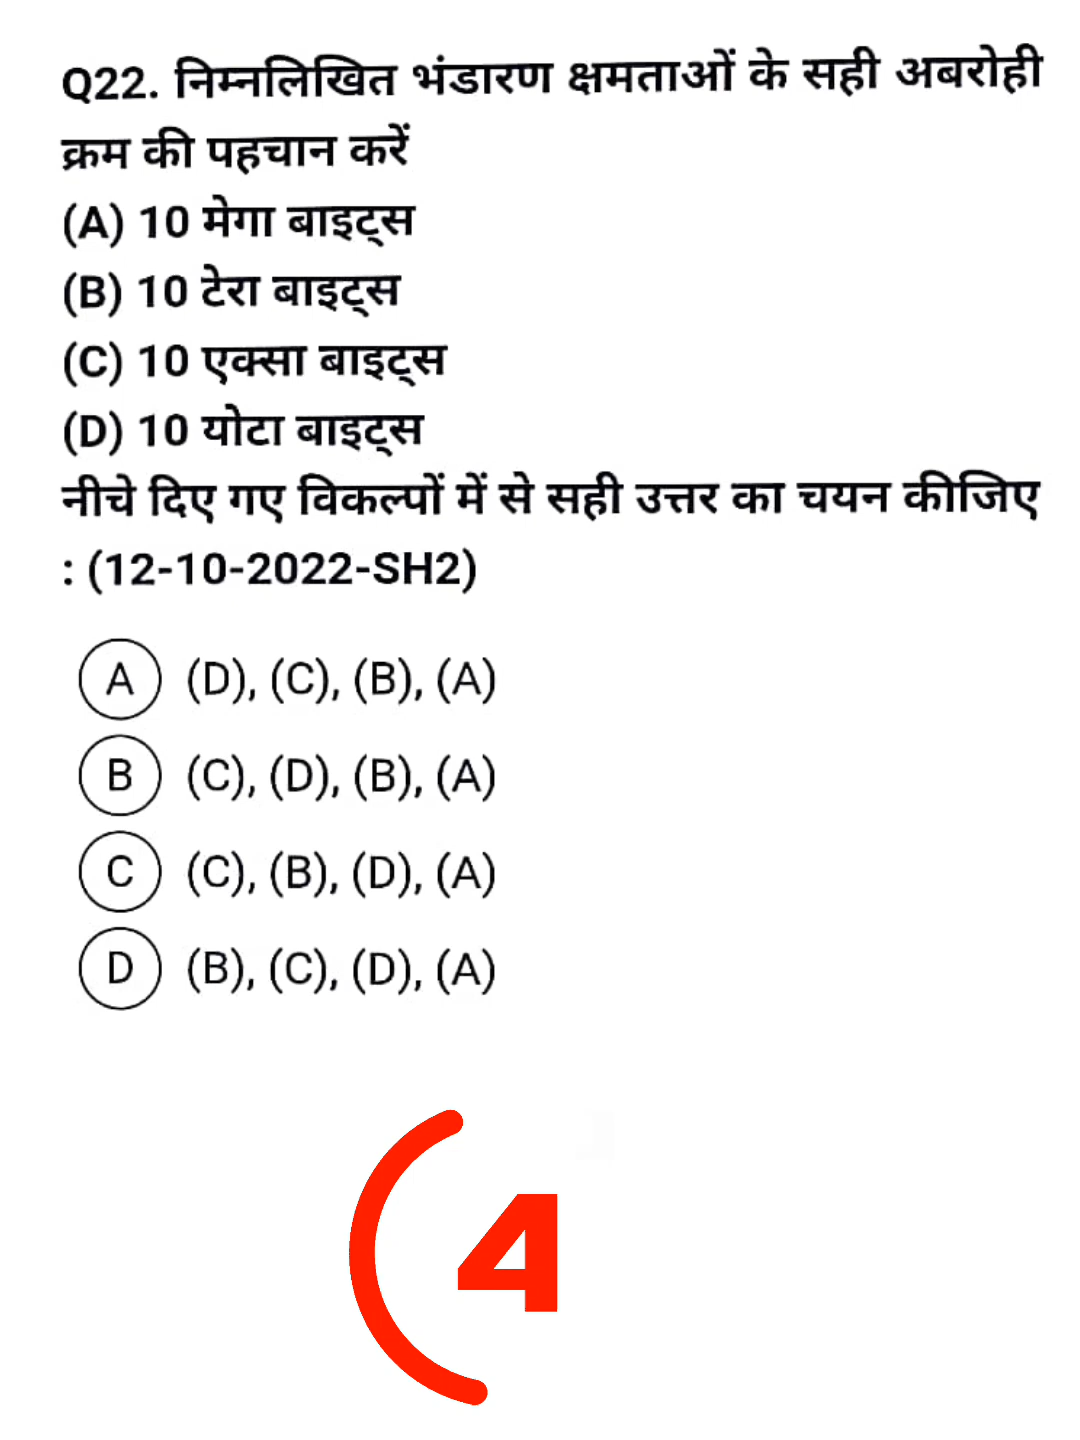 Q22. निम्नलिखित भंडारण क्षमताओं के सही अबरोही
क्रम की पहचान करें
(A) 10 मेगा बाइट्स
(B) 10 टेरा बाइट्स
(C) 10 एक्सा बाइट्स
(D) 10 योटा बाइट्स
नीचे दिए गए विकल्पों में से सही उत्तर का चयन कीजिए
: (12-10-2022-SH2)
A (D), (C), (B), (A)
B (C), (D), (B), (A)
C (C), (B), (D), (A)
D (B), (C), (D), (A)
4